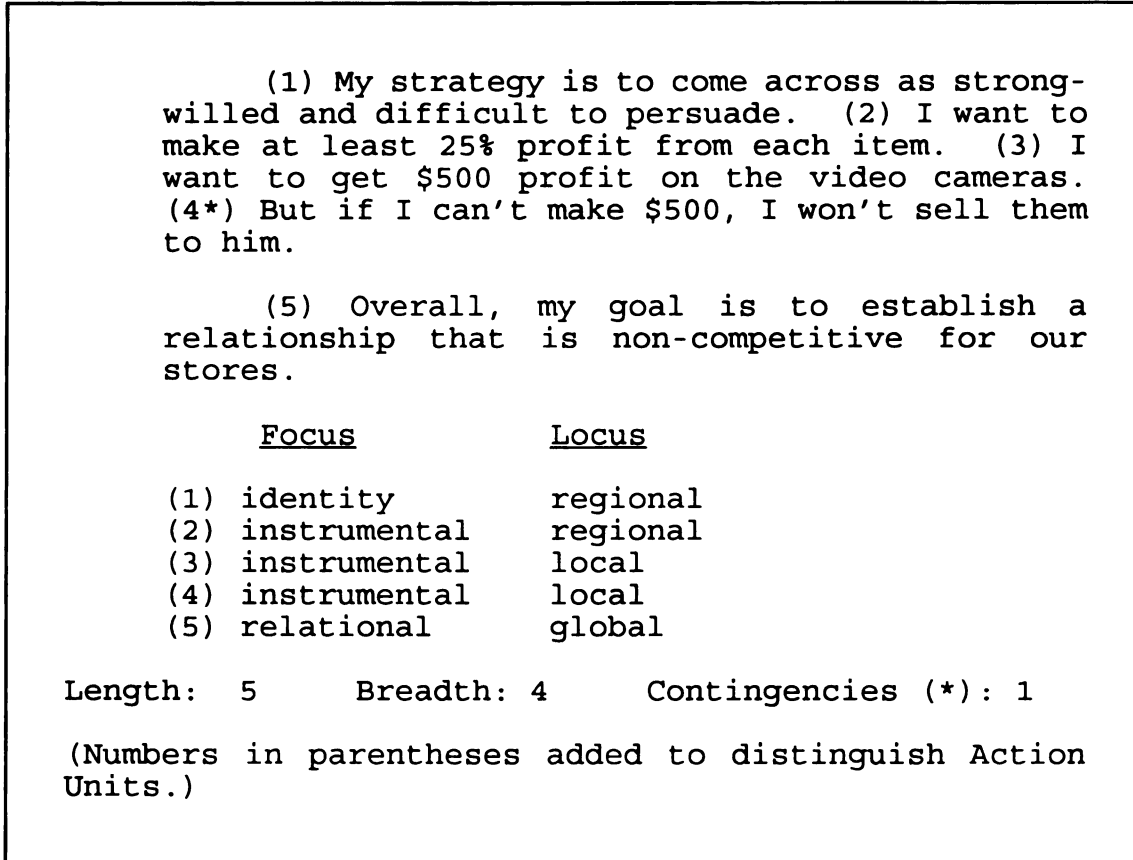 (1) My strategy is to come across as strong-
willed and difficult to persuade. (2) I want to
make at least 25% profit from each item. (3) I
want to get $500 profit on the video cameras.
(4*) But if I can't make $500, I won't sell them
to him.
(5) Overall, my goal is to establish a
relationship that is non-competitive for our
stores.
Focus Locus
(1) identity regional
(2) instrumental regional
(3) instrumental local
(4) instrumental local
(5) relational global
Length: 5 Breadth: 4 Contingencies (*): 1
(Numbers in parentheses added to distinguish Action
Units.)